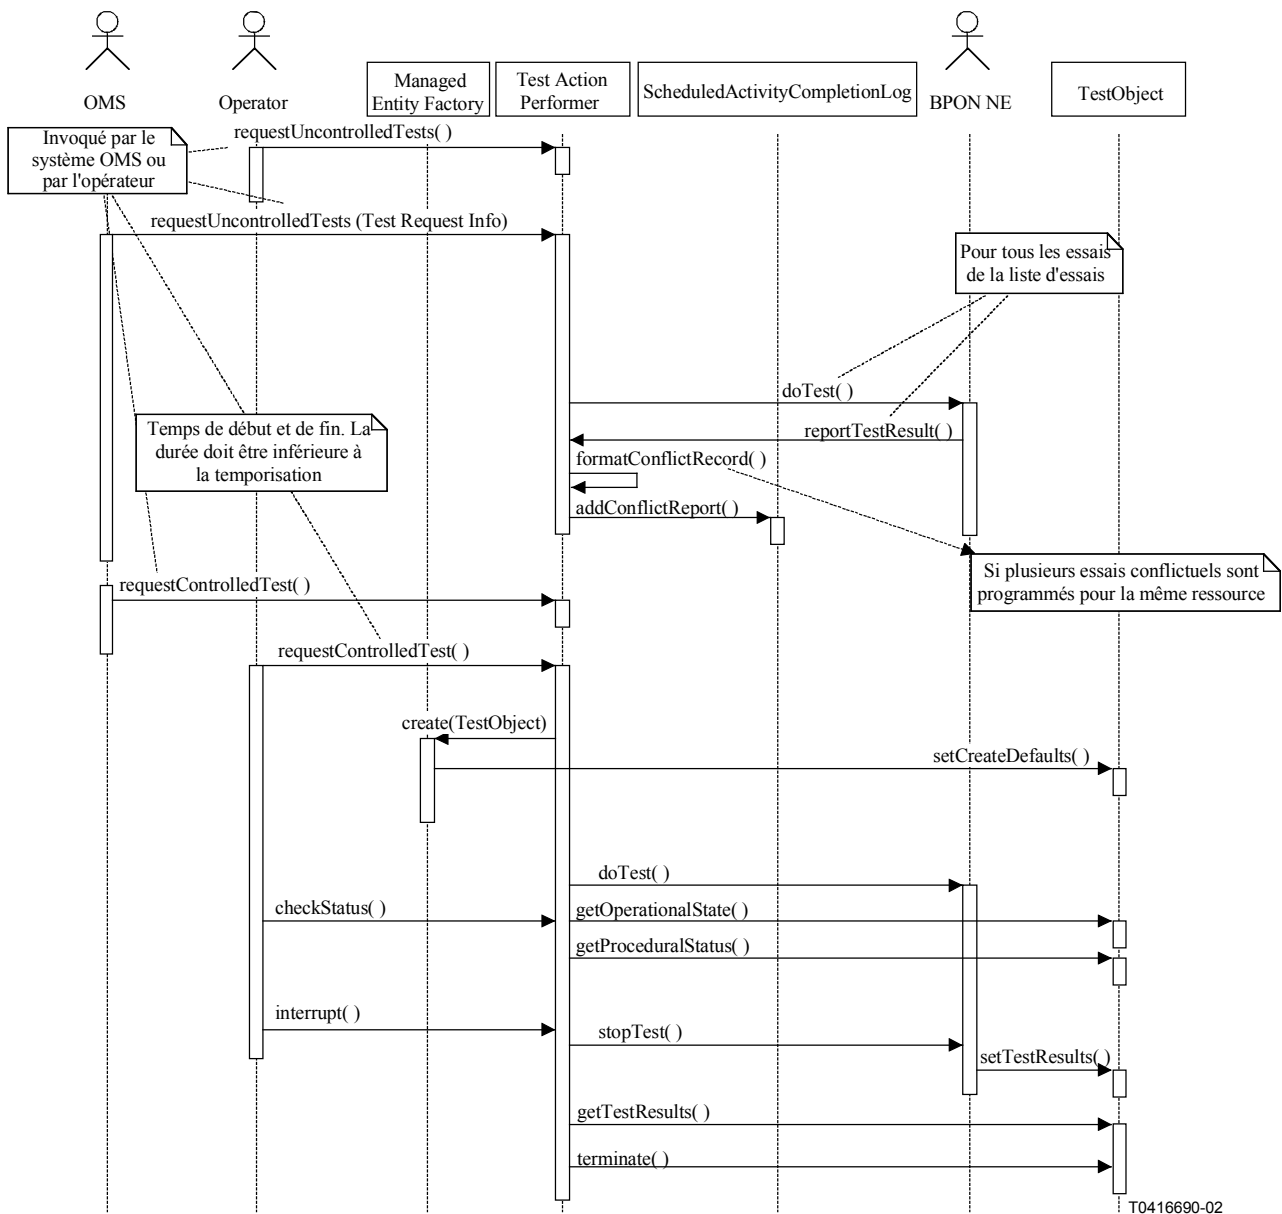 OMS
Operator
Managed
Entity Factory
Test Action
Performer
ScheduledActivityCompletionLog
BPON NE
TestObject
Invoqué par le
système OMS ou
par l'opérateur
requestUncontrolledTests( )
requestUncontrolledTests (Test Request Info)
Pour tous les essais
de la liste d'essais
doTest( )
Temps de début et de fin. La
durée doit être inférieure à
la temporisation
reportTestResult( )
formatConflictRecord( )
addConflictReport( )
Si plusieurs essais conflictuels sont
programmés pour la même ressource
requestControlledTest( )
requestControlledTest( )
create(TestObject)
setCreateDefaults( )
doTest( )
checkStatus( )
getOperationalState( )
getProceduralStatus( )
interrupt( )
stopTest( )
setTestResults( )
getTestResults( )
terminate( )
T0416690-02